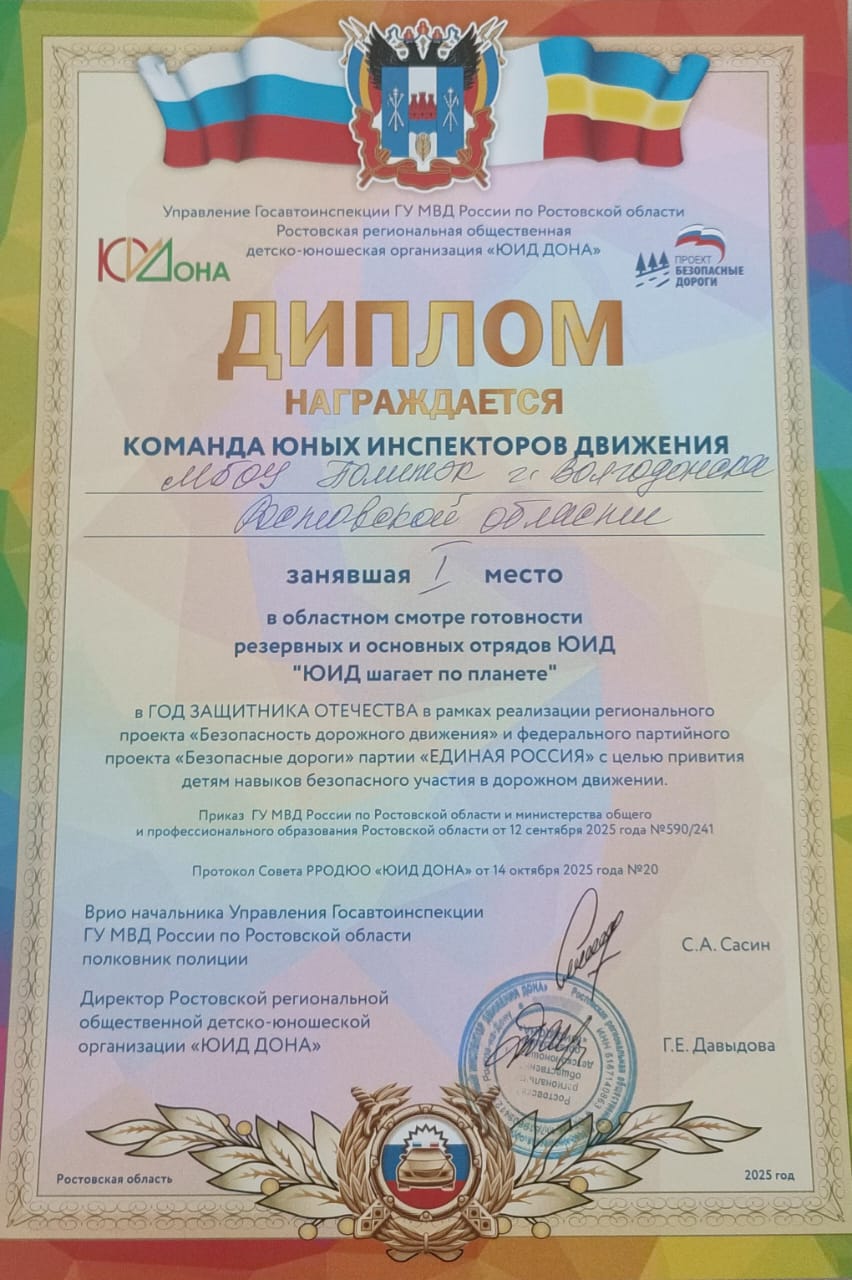 Управление Госавтоинспекции ГУ МВД России по Ростовской области
Ростовская региональная общественная
детско-юношеская организация «ЮИД ДОНА»
ЮИД ДОНА
ПРОЕКТ
БЕЗОПАСНЫЕ
ДОРОГИ
ДИПЛОМ
НАГРАЖДАЕТСЯ
КОМАНДА ЮНЫХ ИНСПЕКТОРОВ ДВИЖЕНИЯ
МБОУ Политэк г. Волгодонска
Ростовской области
занявшая I место
в областном смотре готовности
резервных и основных отрядов ЮИД
"ЮИД шагает по планете"
в ГОД ЗАЩИТНИКА ОТЕЧЕСТВА в рамках реализации регионального
проекта «Безопасность дорожного движения» и федерального партийного
проекта «Безопасные дороги» партии «ЕДИНАЯ РОССИЯ» с целью привития
детям навыков безопасного участия в дорожном движении.
Приказ ГУ МВД России по Ростовской области и министерства общего
и профессионального образования Ростовской области от 12 сентября 2025 года №590/241
Протокол Совета РРОДЮО «ЮИД ДОНА» от 14 октября 2025 года №20
Врио начальника Управления Госавтоинспекции
ГУ МВД России по Ростовской области
полковник полиции
С.А. Сасин
Директор Ростовской региональной
общественной детско-юношеской
организации «ЮИД ДОНА»
Г.Е. Давыдова
Ростовская область
2025 год